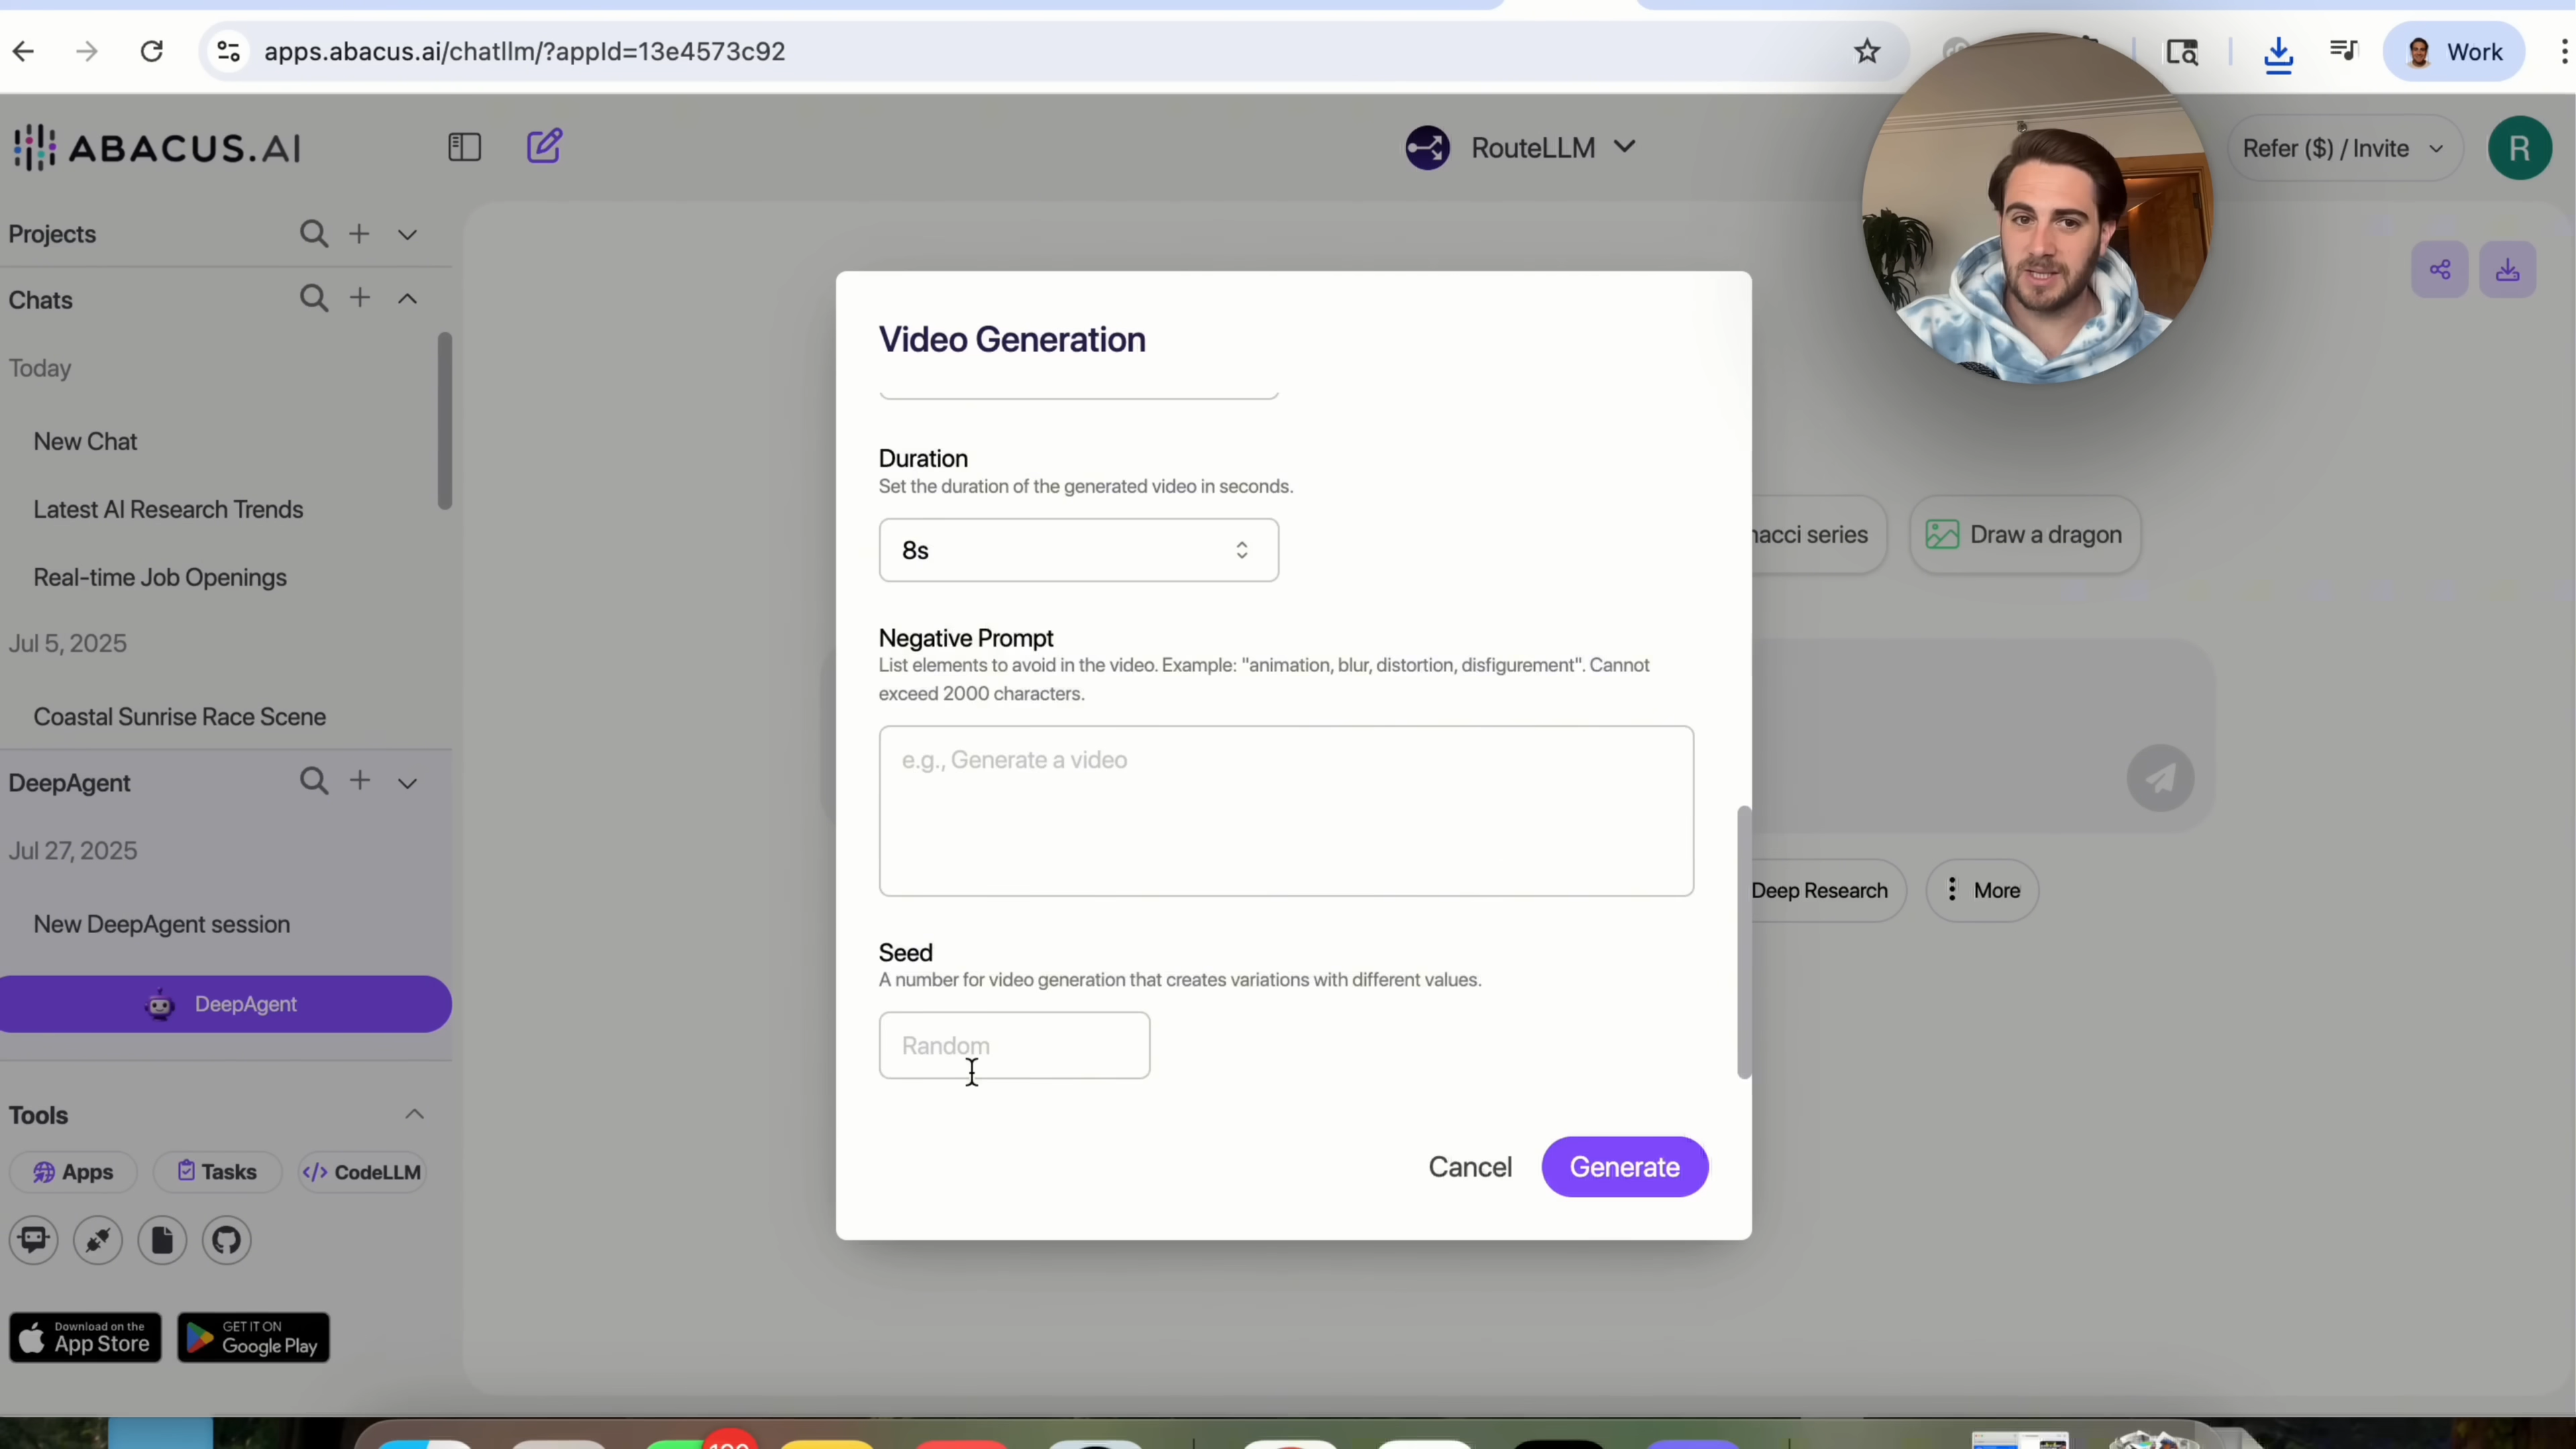 apps.abacus.ai/chatllm/?appId=13e4573c92
Work
ABACUS.AI
RouteLLM
Refer ($) / Invite
R
Projects
Chats
Today
New Chat
Latest AI Research Trends
Real-time Job Openings
Jul 5, 2025
Coastal Sunrise Race Scene
DeepAgent
Jul 27, 2025
New DeepAgent session
DeepAgent
Tools
Apps
Tasks
CodeLLM
Download on the
App Store
GET IT ON
Google Play
Video Generation
Duration
Set the duration of the generated video in seconds.
8s
Negative Prompt
List elements to avoid in the video. Example: "animation, blur, distortion, disfigurement". Cannot
exceed 2000 characters.
e.g., Generate a video
Seed
A number for video generation that creates variations with different values.
Random
Cancel
Generate
series
Draw a dragon
Deep Research
More